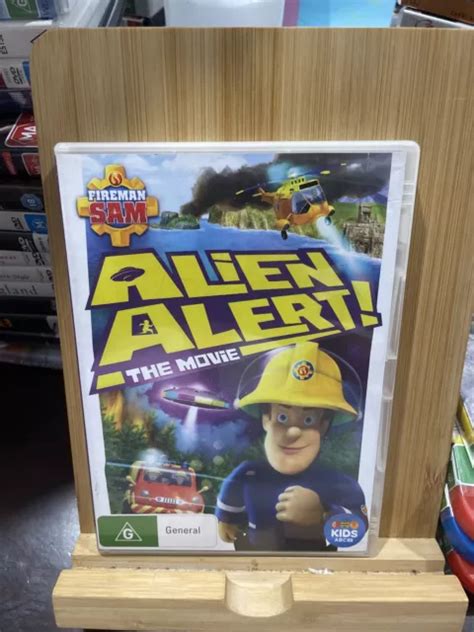 FIREMAN
SAM
ALIEN
ALERT!
THE MOVIE
G
General
KIDS